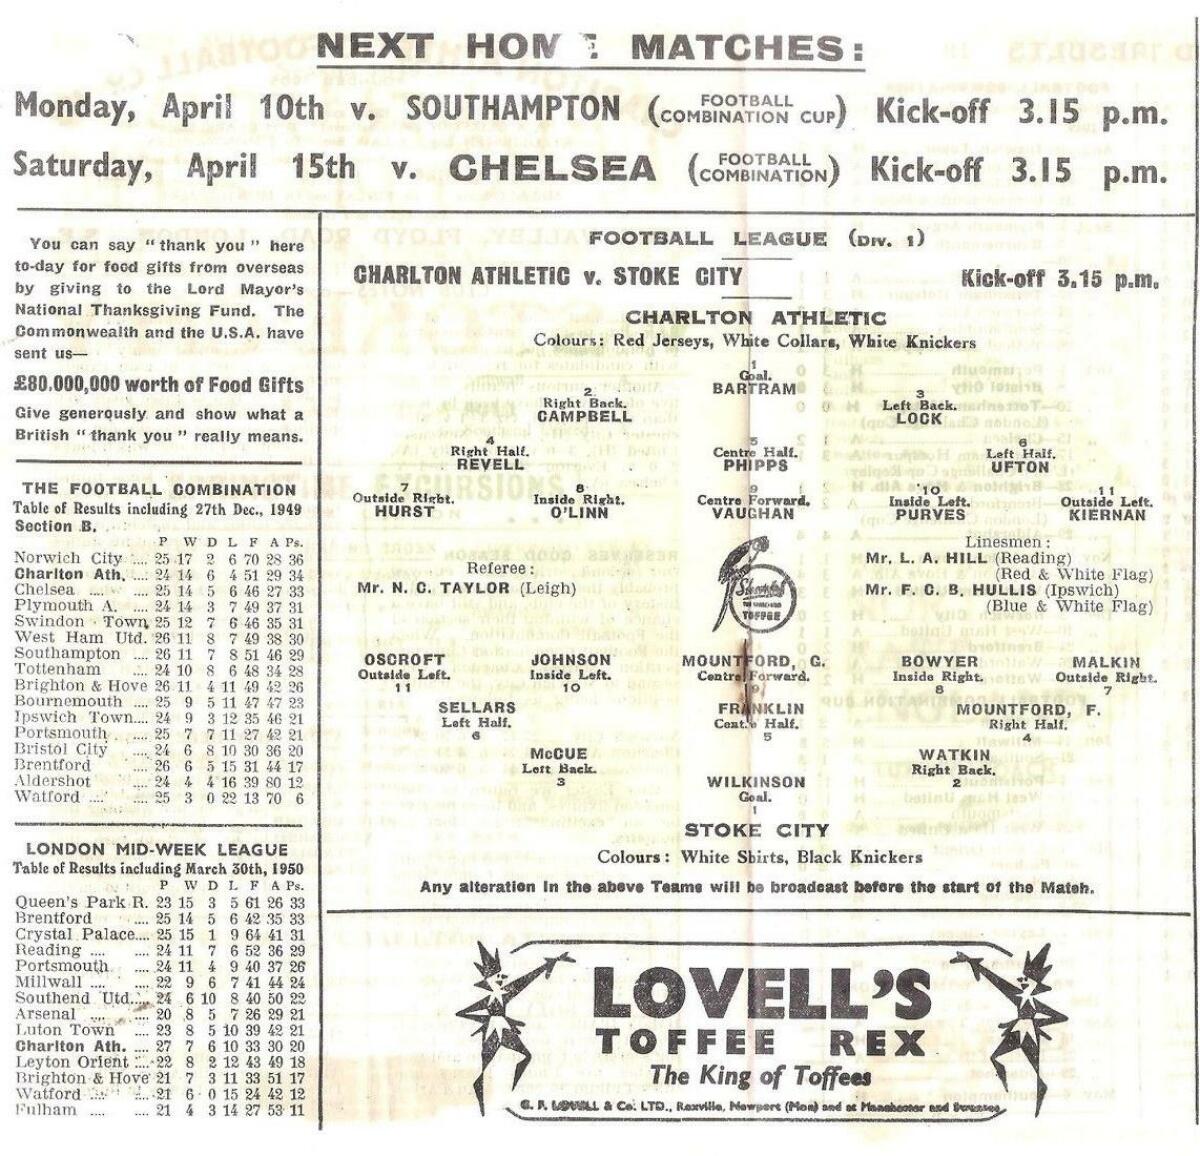 NEXT HOME MATCHES:
Monday, April 10th v. SOUTHAMPTON (FOOTBALL COMBINATION CUP) Kick-off 3.15 p.m.
Saturday, April 15th v. CHELSEA (FOOTBALL COMBINATION) Kick-off 3.15 p.m.
You can say "thank you" here
to-day for food gifts from overseas
by giving to the Lord Mayor's
National Thanksgiving Fund. The
Commonwealth and the U.S.A. have
sent us—
£80.000,000 worth of Food Gifts
Give generously and show what a
British "thank you" really means.
THE FOOTBALL COMBINATION
Table of Results including 27th Dec., 1949
Section B.
P W D L F A Ps.
Norwich City .... 25 17 2 6 70 28 36
Charlton Ath. .... 24 14 6 4 51 29 34
Chelsea .... .... 25 14 5 6 46 27 33
Plymouth A. .... 24 14 3 7 49 37 31
Swindon Town 25 12 7 6 46 35 31
West Ham Utd. 26 11 8 7 49 38 30
Southampton .... 26 11 7 8 51 46 29
Tottenham .... 24 10 8 6 48 34 28
Brighton & Hove 26 11 4 11 49 42 26
Bournemouth .... 25 9 5 11 47 47 23
Ipswich Town.... 24 9 3 12 35 46 21
Portsmouth .... 25 7 7 11 27 42 21
Bristol City .... 24 6 8 10 30 36 20
Brentford .... 26 6 5 15 31 44 17
Aldershot .... 24 4 4 16 39 80 12
Watford .... .... 25 3 0 22 13 70 6
LONDON MID-WEEK LEAGUE
Table of Results including March 30th, 1950
P W D L F A Ps.
Queen's Park R. 23 15 3 5 61 26 33
Brentford .... 25 14 5 6 42 35 33
Crystal Palace.... 25 15 1 9 64 41 31
Reading .... .... 24 11 7 6 52 36 29
Portsmouth .... 24 11 4 9 40 37 26
Millwall .... .... 22 9 6 7 41 44 24
Southend Utd..... 24 6 10 8 40 50 22
Arsenal .... .... 20 8 5 7 26 29 21
Luton Town .... 23 8 5 10 39 42 21
Charlton Ath. .... 27 7 6 10 33 30 20
Leyton Orient .... 22 8 2 12 43 49 18
Brighton & Hove 21 7 3 11 33 51 17
Watford .... .... 21 6 0 15 24 42 12
Fulham .... .... 21 4 3 14 27 53 11
FOOTBALL LEAGUE (DIV. 1)
CHARLTON ATHLETIC v. STOKE CITY Kick-off 3.15 p.m.
CHARLTON ATHLETIC
Colours: Red Jerseys, White Collars, White Knickers
1
Goal.
BARTRAM
2
Right Back.
CAMPBELL
3
Left Back.
LOCK
4
Right Half.
REVELL
5
Centre Half.
PHIPPS
6
Left Half.
UFTON
7
Outside Right.
HURST
8
Inside Right.
O'LINN
9
Centre Forward.
VAUGHAN
10
Inside Left.
PURVES
11
Outside Left.
KIERNAN
Referee:
Mr. N. C. TAYLOR (Leigh)
TOFFEE
Linesmen:
Mr. L. A. HILL (Reading)
(Red & White Flag)
Mr. F. C. B. HULLIS (Ipswich)
(Blue & White Flag)
OSCROFT
Outside Left.
11
JOHNSON
Inside Left.
10
MOUNTFORD, G.
Centre Forward.
9
BOWYER
Inside Right.
8
MALKIN
Outside Right.
7
SELLARS
Left Half.
6
FRANKLIN
Centre Half.
5
MOUNTFORD, F.
Right Half.
4
McCUE
Left Back.
3
WATKIN
Right Back.
2
WILKINSON
Goal.
1
STOKE CITY
Colours: White Shirts, Black Knickers
Any alteration in the above Teams will be broadcast before the start of the Match.
LOVELL'S
TOFFEE REX
The King of Toffees
G. F. LOVELL & Co. LTD., Rexville, Newport (Mon) and at Manchester and Swansea